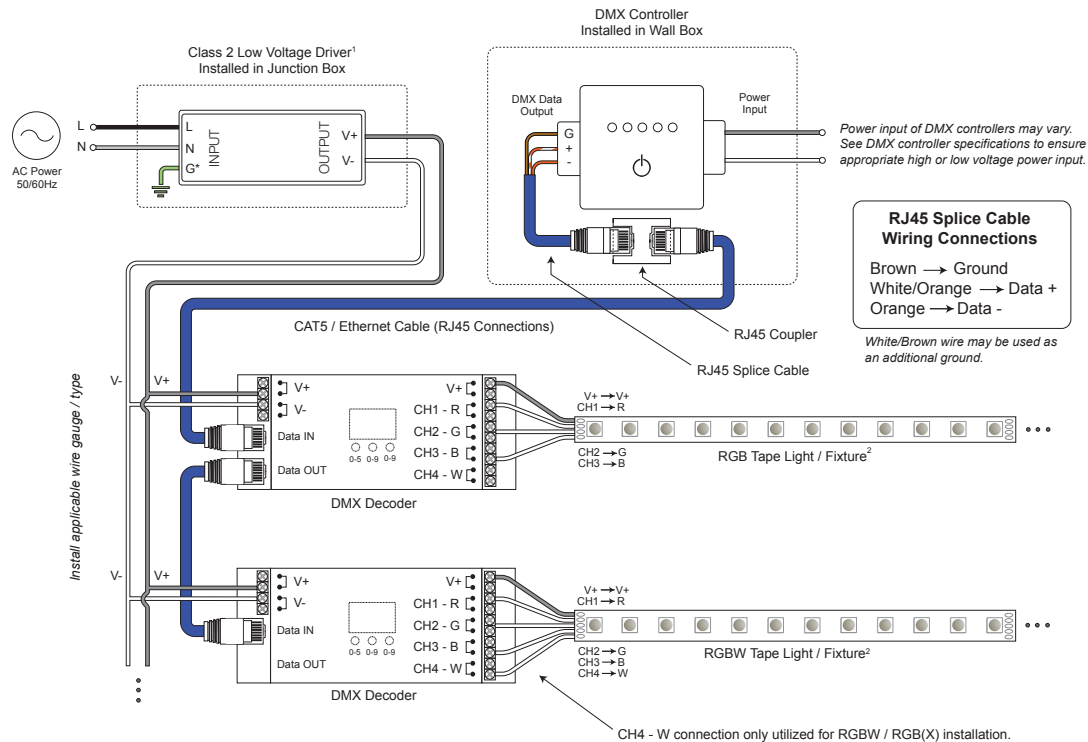 DMX Controller
Installed in Wall Box
Class 2 Low Voltage Driver¹
Installed in Junction Box
DMX Data
Output
Power
Input
L
N
AC Power
50/60Hz
L
N
G*
INPUT
OUTPUT
V+
V-
G
+
-
Power input of DMX controllers may vary.
See DMX controller specifications to ensure
appropriate high or low voltage power input.
RJ45 Splice Cable
Wiring Connections
Brown → Ground
White/Orange → Data +
Orange → Data -
White/Brown wire may be used as
an additional ground.
CAT5 / Ethernet Cable (RJ45 Connections)
RJ45 Coupler
RJ45 Splice Cable
Install applicable wire gauge / type
V-
V+
V+
V-
Data IN
Data OUT
0-5 0-9 0-9
V+
CH1 - R
CH2 - G
CH3 - B
CH4 - W
DMX Decoder
V+ → V+
CH1 → R
CH2 → G
CH3 → B
RGB Tape Light / Fixture²
V-
V+
V+
V-
Data IN
Data OUT
0-5 0-9 0-9
V+
CH1 - R
CH2 - G
CH3 - B
CH4 - W
DMX Decoder
V+ → V+
CH1 → R
CH2 → G
CH3 → B
CH4 → W
RGBW Tape Light / Fixture²
CH4 - W connection only utilized for RGBW / RGB(X) installation.